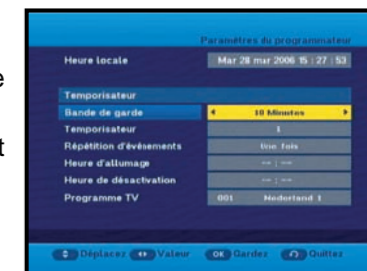 Paramètres du programmateur
Heure locale Mar 28 mar 2006 15 : 27 : 53
e
Temporisateur
Bande de garde 10 Minutes
Temporisateur 1
t
Répétition d'évèsements Une fois
Heure d'allumage -- : --
Heure de désactivation -- : --
Programme TV 001 Nederland 1
Déplacez Valeur OK Gardez Quittez